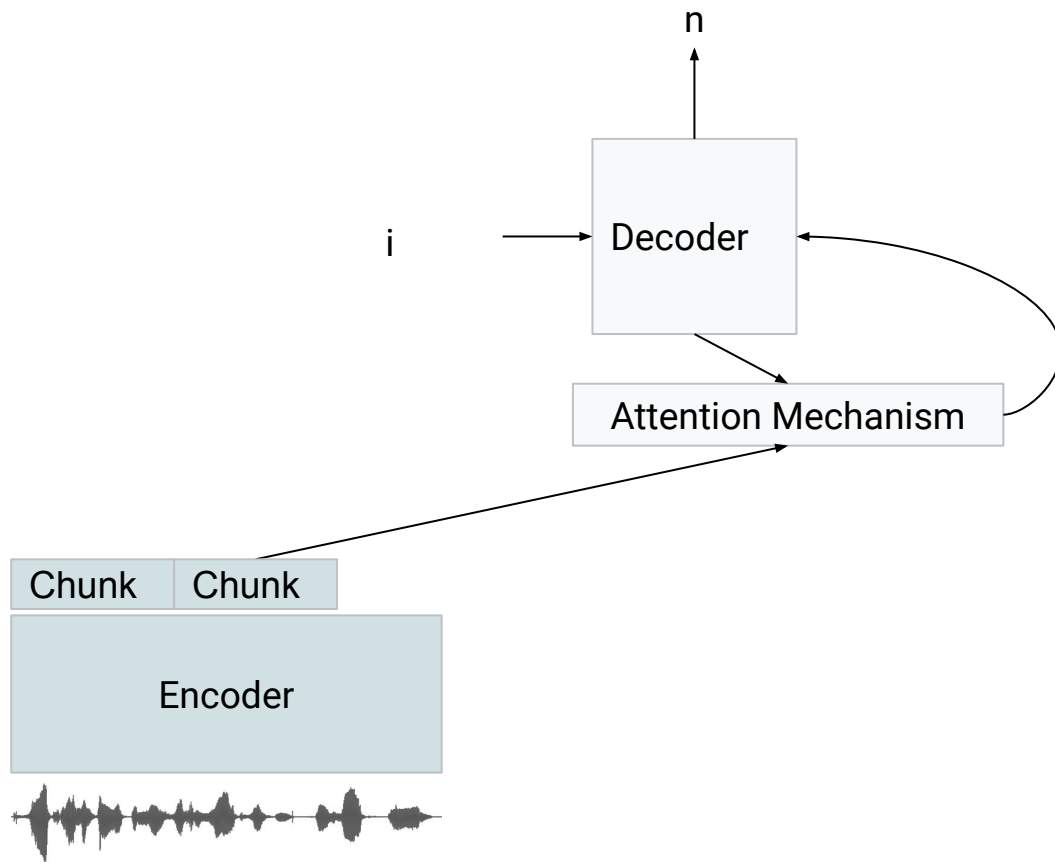 n
i
Decoder
Attention Mechanism
Chunk
Chunk
Encoder